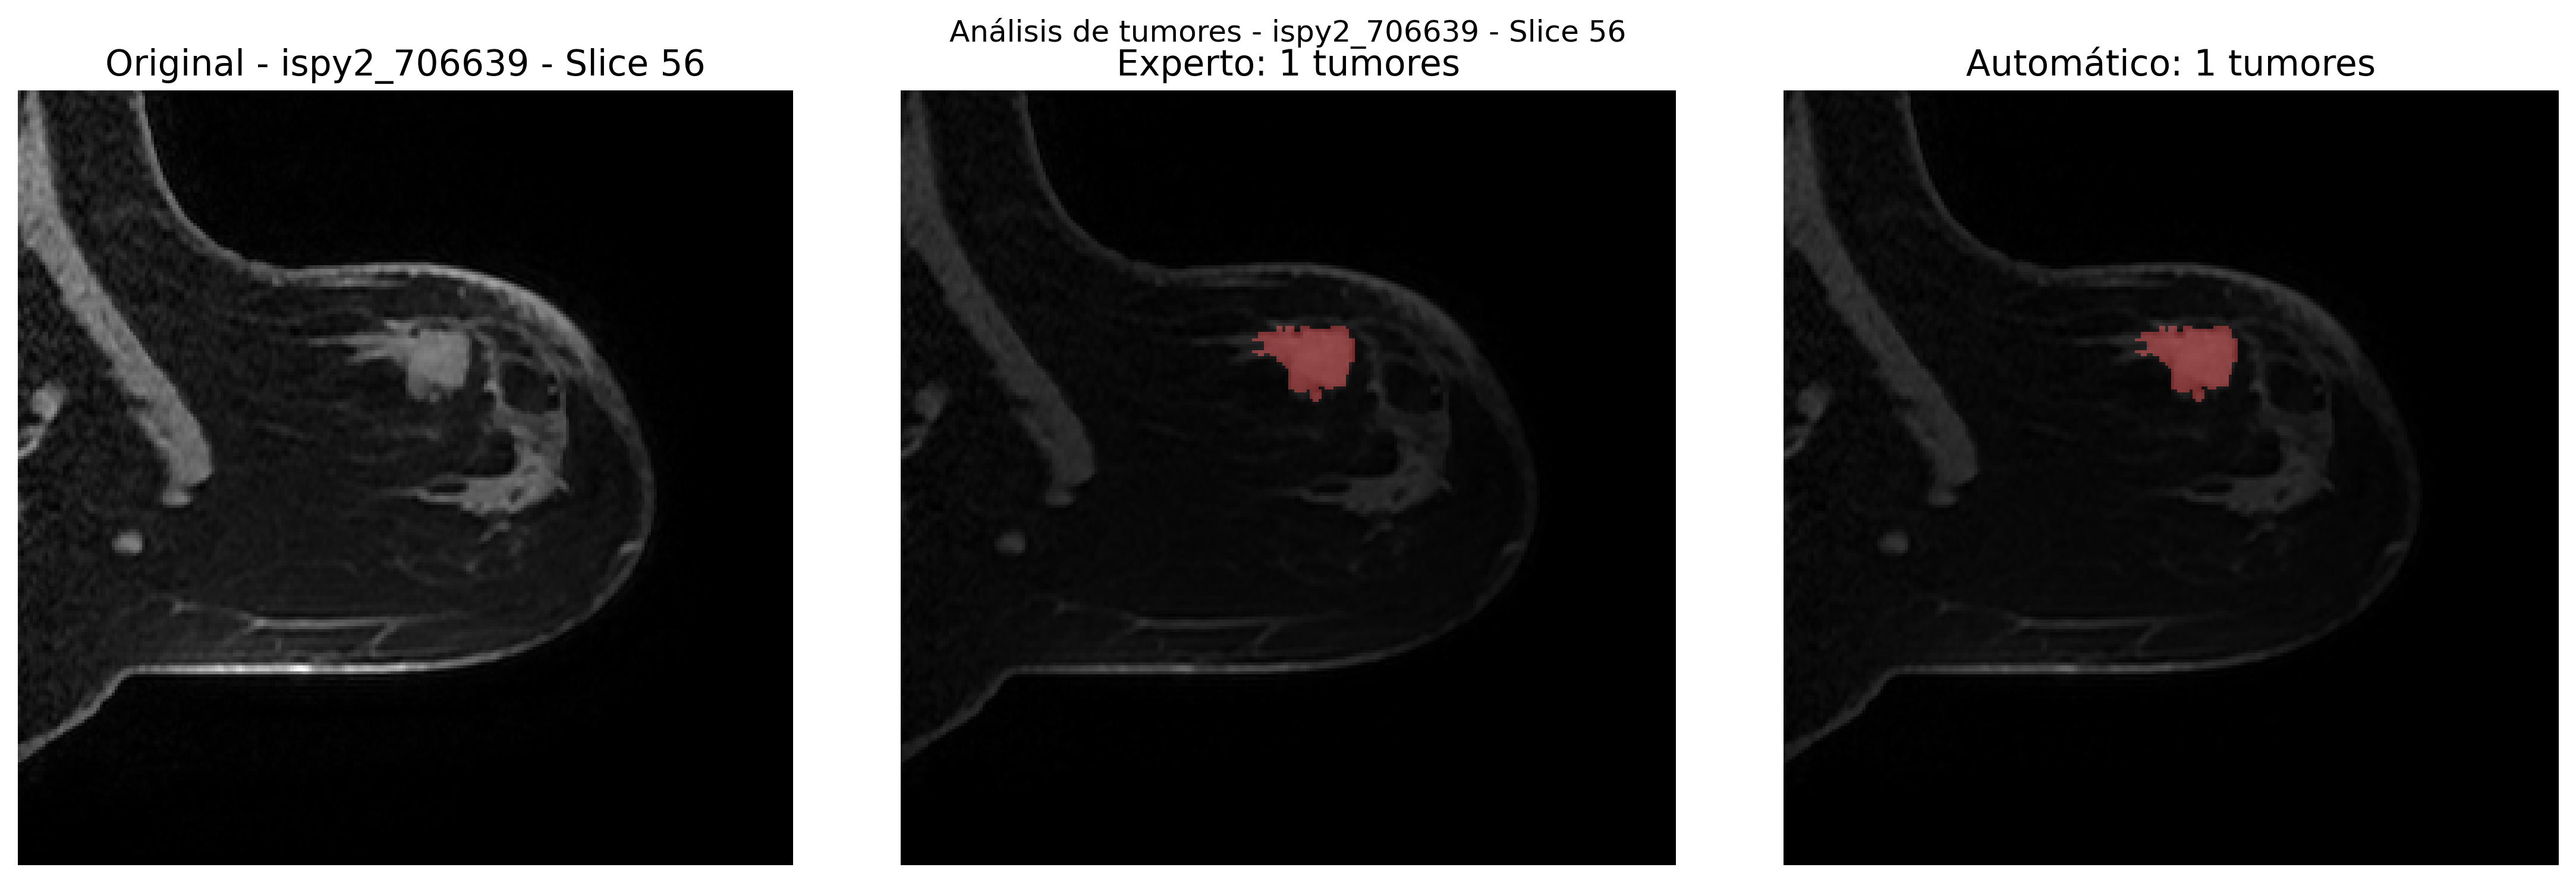 Análisis de tumores - ispy2_706639 - Slice 56
Original - ispy2_706639 - Slice 56
Experto: 1 tumores
Automático: 1 tumores